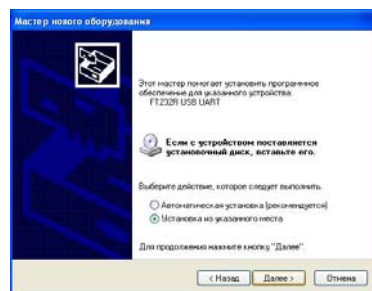 Мастер нового оборудования
Этот мастер помогает установить программное
обеспечение для указанного устройства:
FT232R USB UART
Если с устройством поставляется
установочный диск, вставьте его.
Выберите действие, которое следует выполнить.
Автоматическая установка (рекомендуется)
Установка из указанного места
Для продолжения нажмите кнопку "Далее".
< Назад
Далее >
Отмена